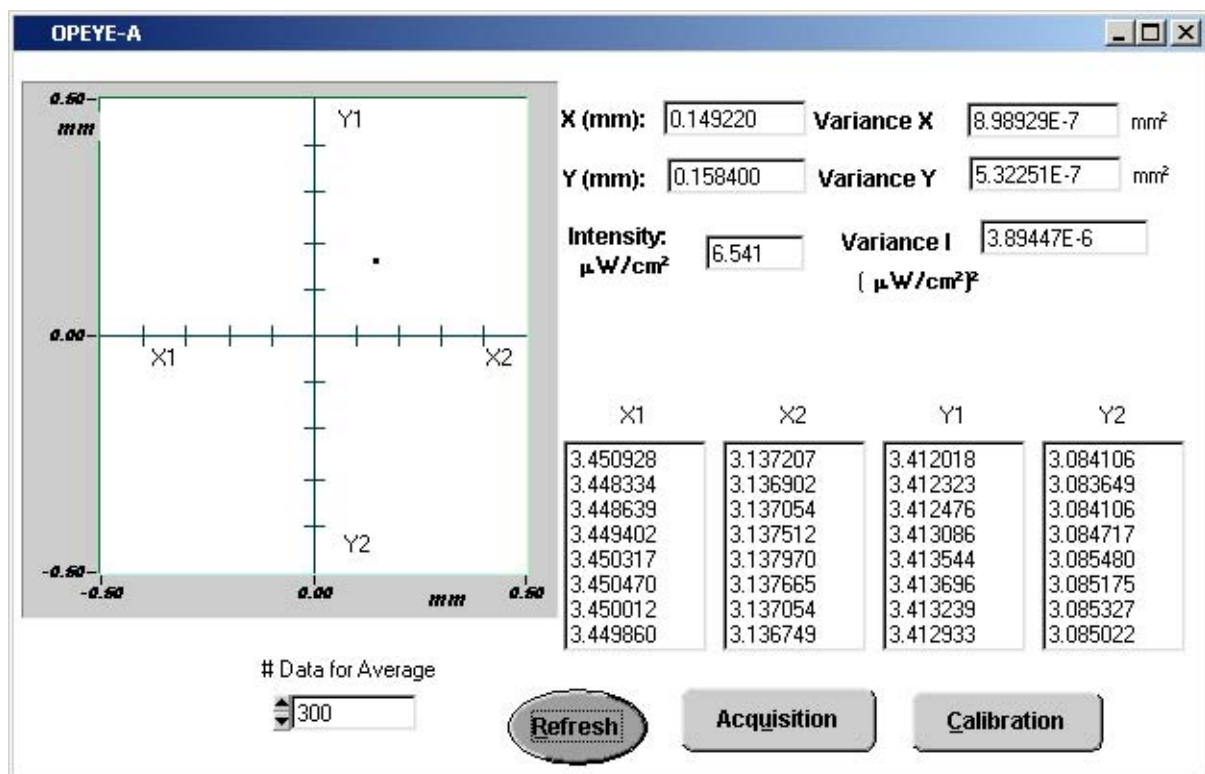 OPEYE-A
0.50
mm
Y1
0.00
X1
X2
Y2
-0.50
-0.50
0.00
mm
0.50
X (mm): 0.149220 Variance X 8.98929E-7 mm²
Y (mm): 0.158400 Variance Y 5.32251E-7 mm²
Intensity: 6.541 Variance I 3.89447E-6
µW/cm² ( µW/cm²)²
X1 X2 Y1 Y2
3.450928 3.137207 3.412018 3.084106
3.448334 3.136902 3.412323 3.083649
3.448639 3.137054 3.412476 3.084106
3.449402 3.137512 3.413086 3.084717
3.450317 3.137970 3.413544 3.085480
3.450470 3.137665 3.413696 3.085175
3.450012 3.137054 3.413239 3.085327
3.449860 3.136749 3.412933 3.085022
# Data for Average
300
Refresh Acquisition Calibration